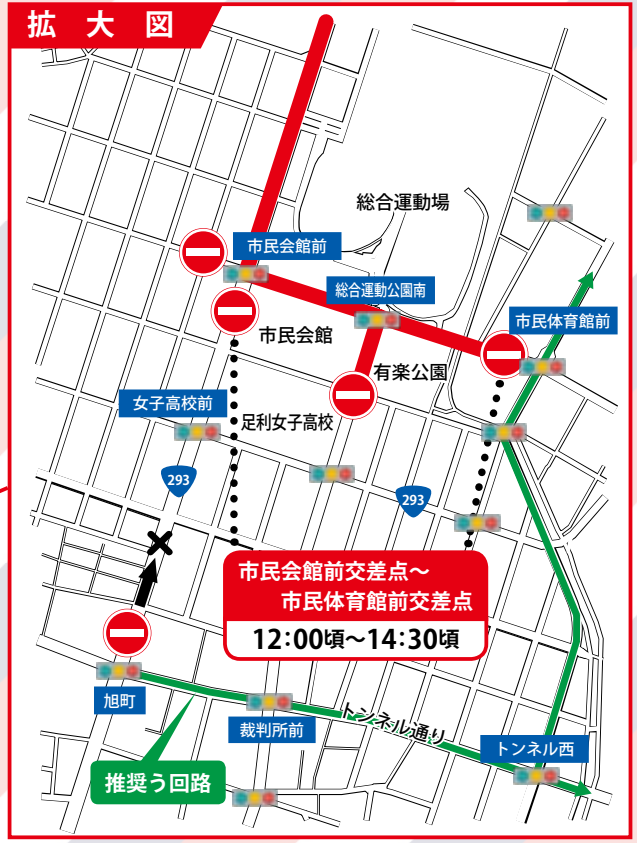 拡大図
総合運動場
市民会館前
総合運動公園南
市民体育館前
市民会館
有楽公園
女子高校前
足利女子高校
293
293
市民会館前交差点～
市民体育館前交差点
12:00頃～14:30頃
旭町
裁判所前
トンネル通り
トンネル西
推奨う回路